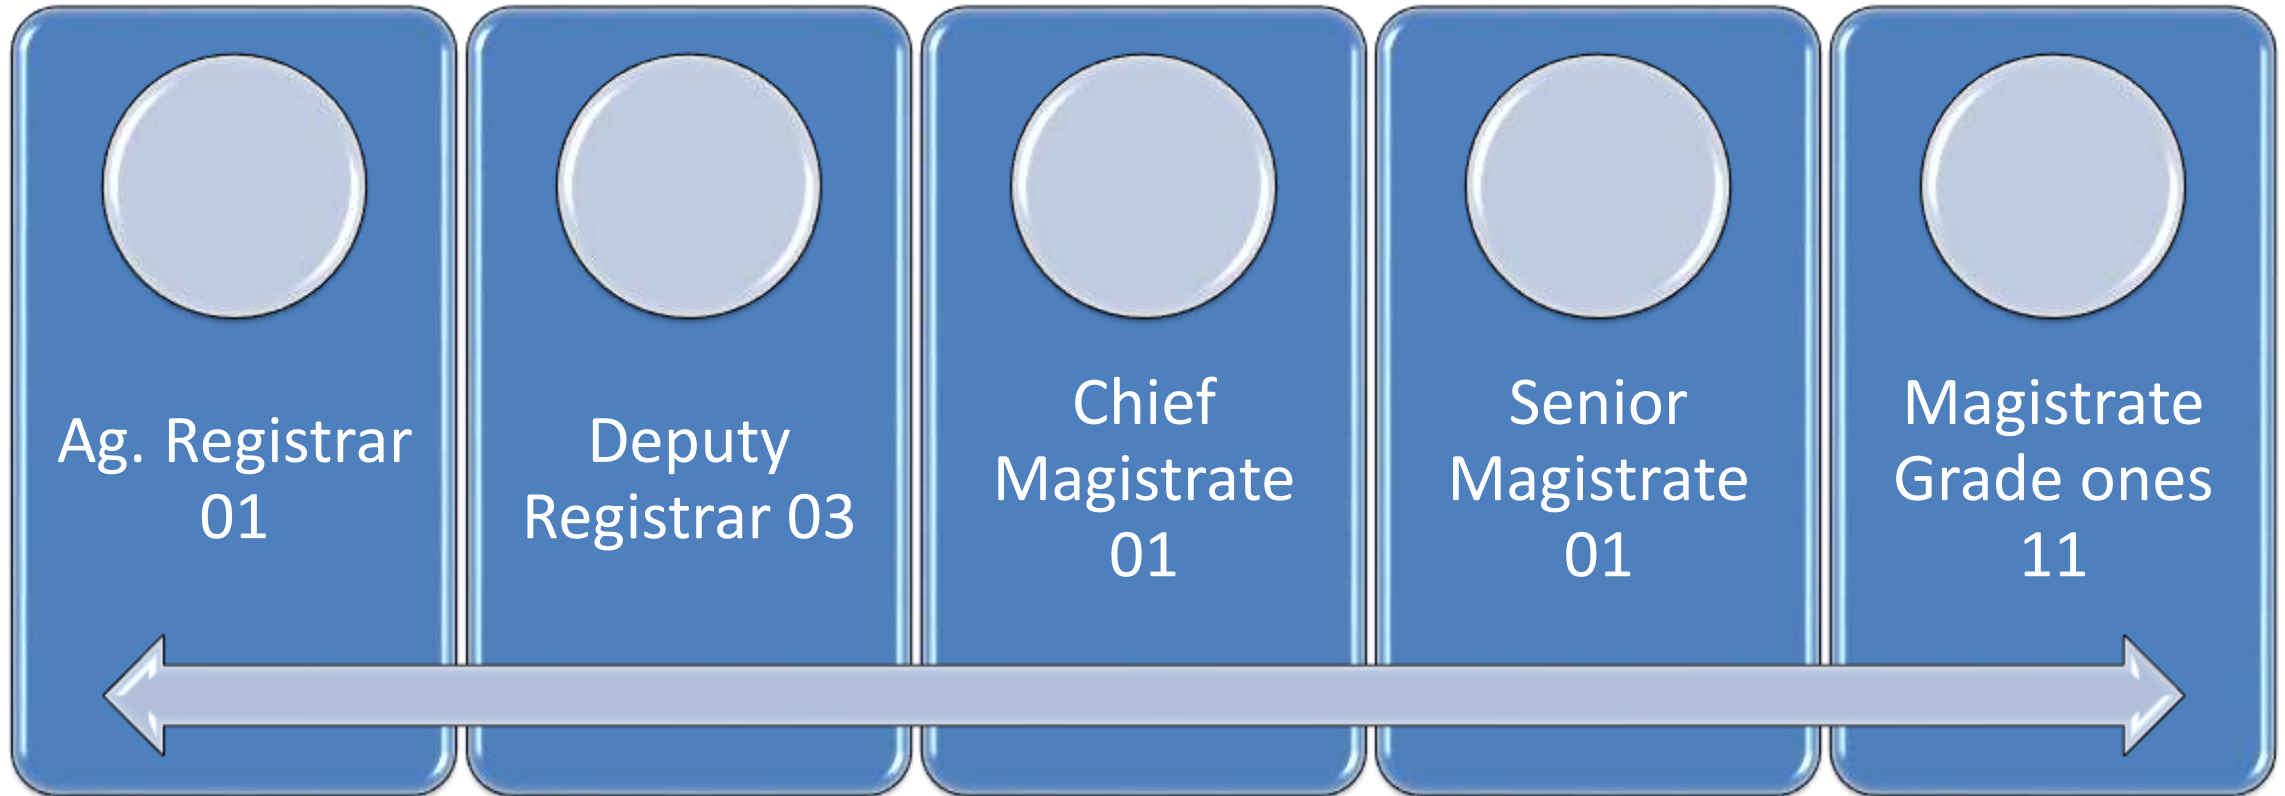 Ag. Registrar
01
Deputy
Registrar 03
Chief
Magistrate
01
Senior
Magistrate
01
Magistrate
Grade ones
11